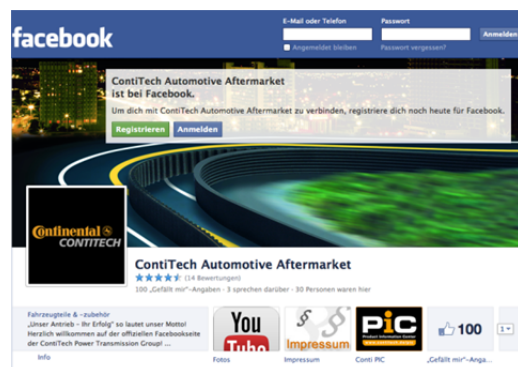 E-Mail oder Telefon
Passwort
facebook
Anmelden
Angemeldet bleiben
Passwort vergessen?
ContiTech Automotive Aftermarket
ist bei Facebook.
Um dich mit ContiTech Automotive Aftermarket zu verbinden, registriere dich noch heute für Facebook.
Registrieren
Anmelden
Continental
CONTITECH
ContiTech Automotive Aftermarket
(14 Bewertungen)
100 „Gefällt mir“-Angaben · 3 sprechen darüber · 30 Personen waren hier
Fahrzeugteile & -zubehör
„Unser Antrieb – Ihr Erfolg“ so lautet unser Motto!
Herzlich willkommen auf der offiziellen Facebookseite
der ContiTech Power Transmission Group! ...
Info
You
Tube
Fotos
§ §
Impressum
Impressum
PiC
Product Information Center
Conti PIC
100
„Gefällt mir“-Anga...
1